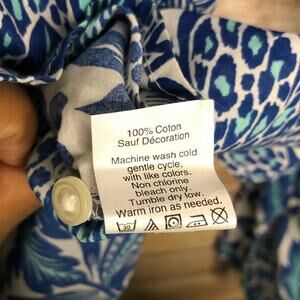 100% Coton
Sauf Décoration
Machine wash cold
gentle cycle,
with like colors.
Non chlorine
bleach only.
Tumble dry low.
Warm iron as needed.
30